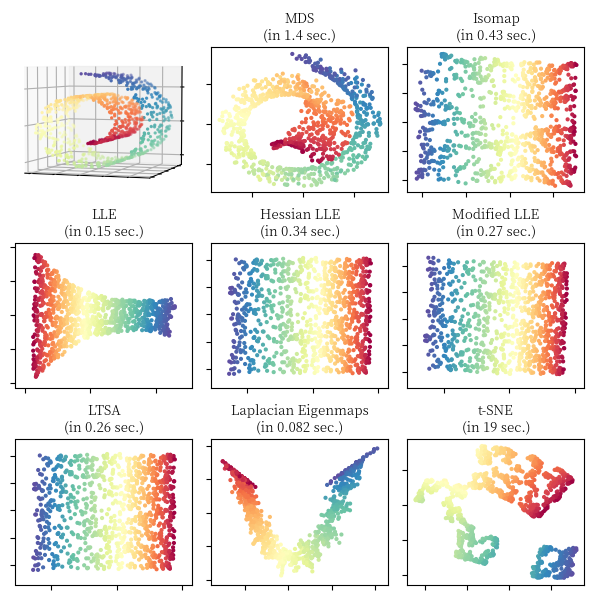 MDS
(in 1.4 sec.)
Isomap
(in 0.43 sec.)
LLE
(in 0.15 sec.)
Hessian LLE
(in 0.34 sec.)
Modified LLE
(in 0.27 sec.)
LTSA
(in 0.26 sec.)
Laplacian Eigenmaps
(in 0.082 sec.)
t-SNE
(in 19 sec.)